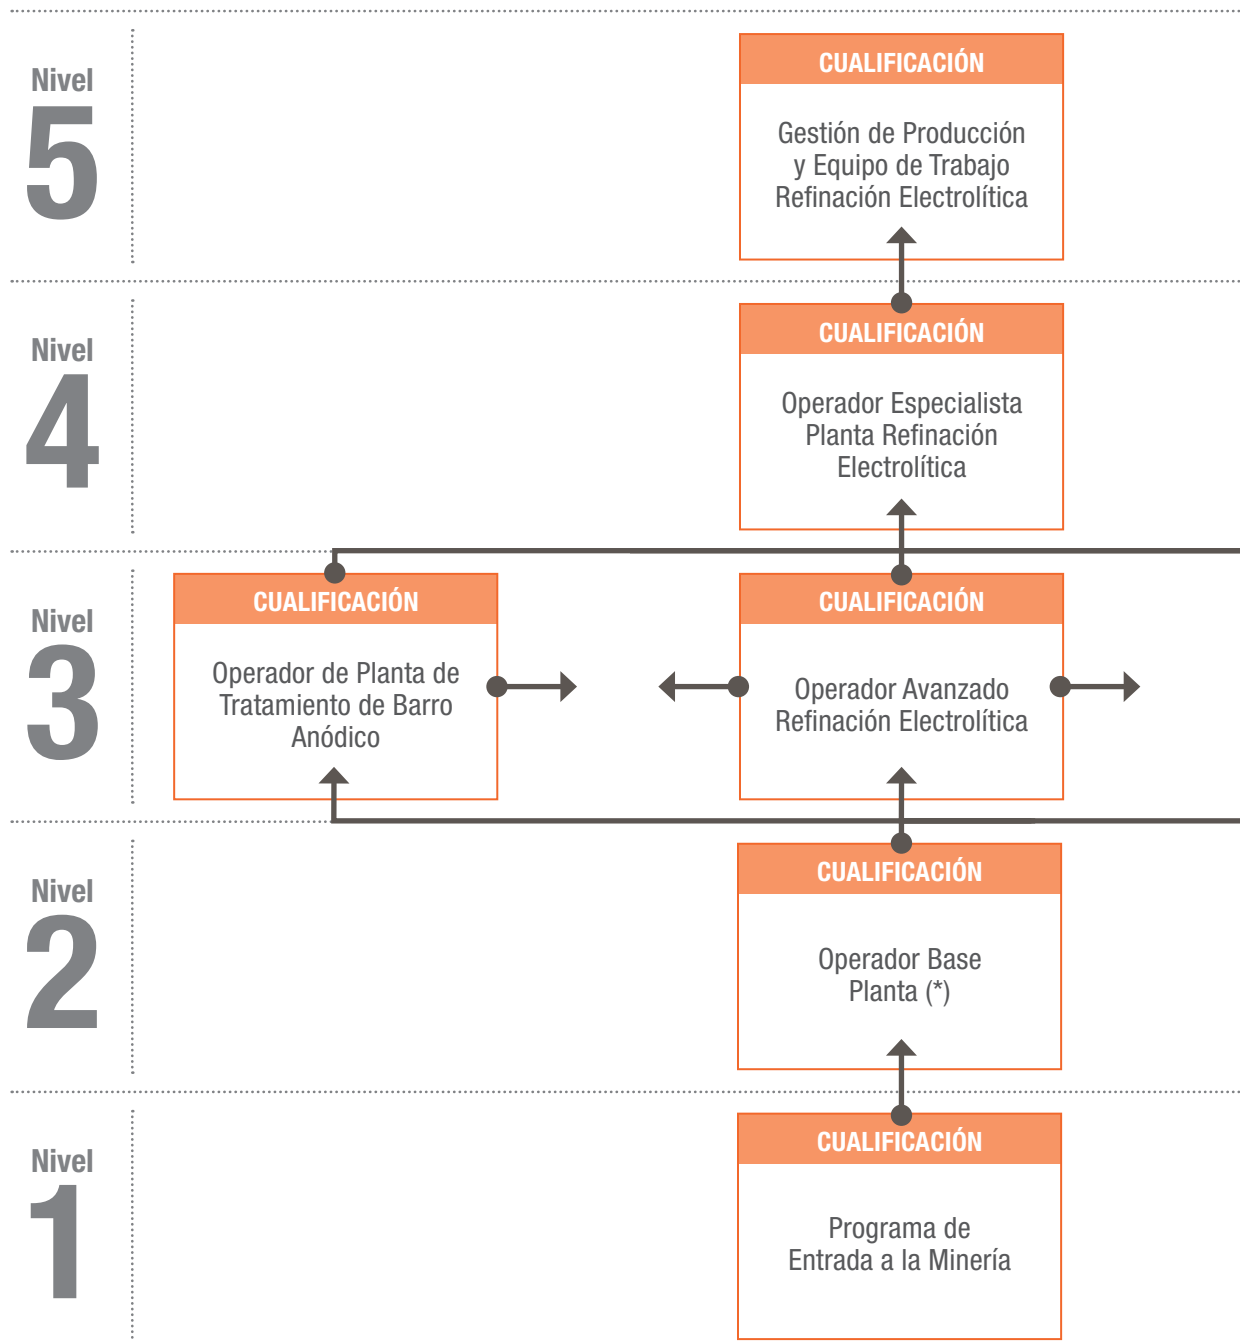 Nivel
5
CUALIFICACIÓN
Gestión de Producción
y Equipo de Trabajo
Refinación Electrolítica
Nivel
4
CUALIFICACIÓN
Operador Especialista
Planta Refinación
Electrolítica
Nivel
3
CUALIFICACIÓN
Operador de Planta de
Tratamiento de Barro
Anódico
CUALIFICACIÓN
Operador Avanzado
Refinación Electrolítica
Nivel
2
CUALIFICACIÓN
Operador Base
Planta (*)
Nivel
1
CUALIFICACIÓN
Programa de
Entrada a la Minería